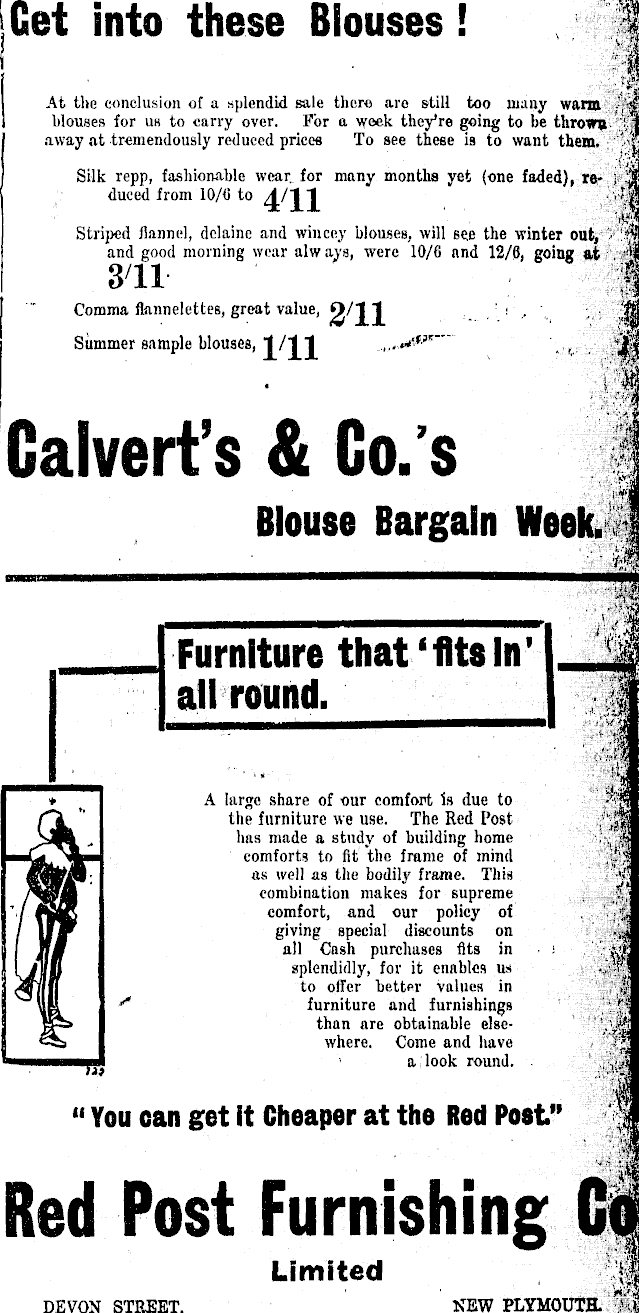 Get into these Blouses !
At the conclusion of a splendid sale there are still too many warm
blouses for us to carry over. For a week they're going to be thrown
away at tremendously reduced prices To see these is to want them.
Silk repp, fashionable wear for many months yet (one faded), re-
duced from 10/6 to 4/11
Striped flannel, delaine and wincey blouses, will see the winter out,
and good morning wear always, were 10/6 and 12/6, going at
3/11.
Comma flannelettes, great value, 2/11
Summer sample blouses, 1/11
Calvert's & Co.'s
Blouse Bargain Week.
Furniture that 'fits in'
all round.
A large share of our comfort is due to
the furniture we use. The Red Post
has made a study of building home
comforts to fit the frame of mind
as well as the bodily frame. This
combination makes for supreme
comfort, and our policy of
giving special discounts on
all Cash purchases fits in
splendidly, for it enables us
to offer better values in
furniture and furnishings
than are obtainable else-
where. Come and have
a look round.
"You can get it Cheaper at the Red Post."
Red Post Furnishing Co
Limited
DEVON STREET. NEW PLYMOUTH.